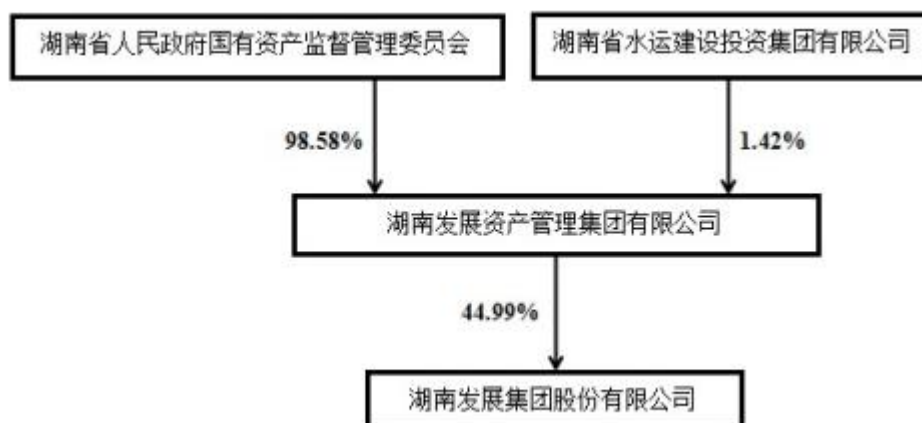 湖南省人民政府国有资产监督管理委员会
湖南省水运建设投资集团有限公司
98.58%
1.42%
湖南发展资产管理集团有限公司
44.99%
湖南发展集团股份有限公司